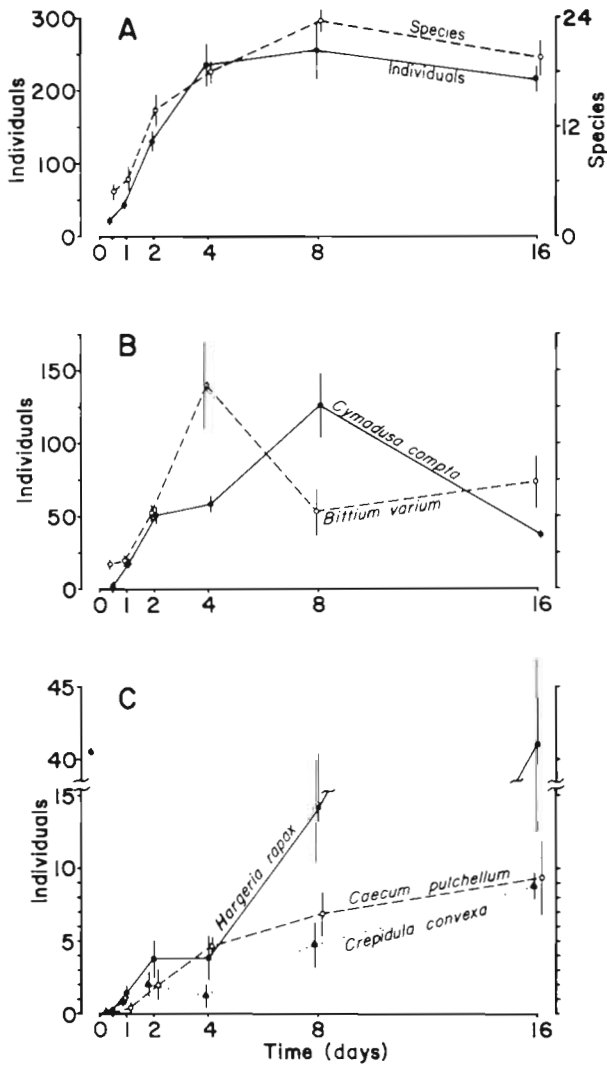 A
300
200
100
0
Individuals
24
12
0
Species
Species
Individuals
0 1 2 4 8 16
B
150
100
50
0
Individuals
Cymadusa compta
Bittium varium
0 1 2 4 8 16
C
45
40
15
10
5
0
Individuals
Hargeria rapax
Caecum pulchellum
Crepidula convexa
0 1 2 4 8 16
Time (days)